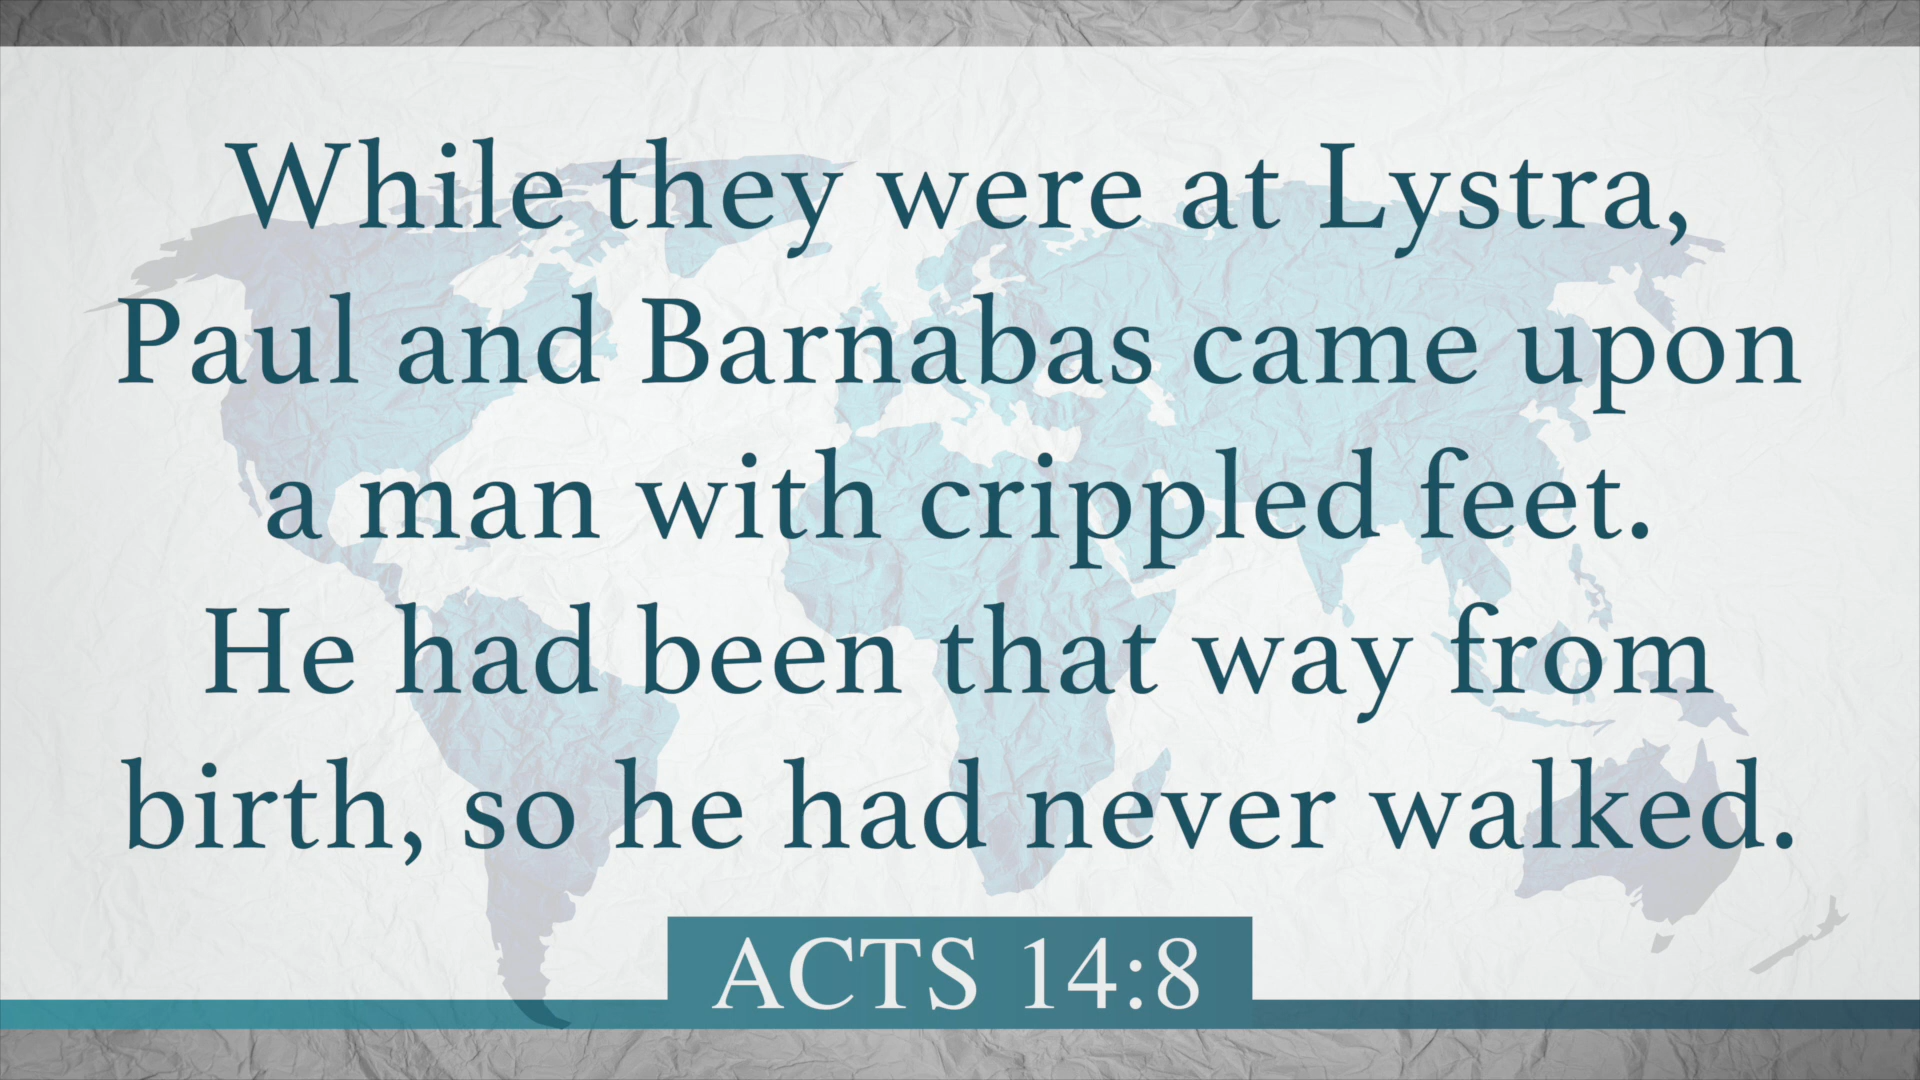 While they were at Lystra,
Paul and Barnabas came upon
a man with crippled feet.
He had been that way from
birth, so he had never walked.
ACTS 14:8